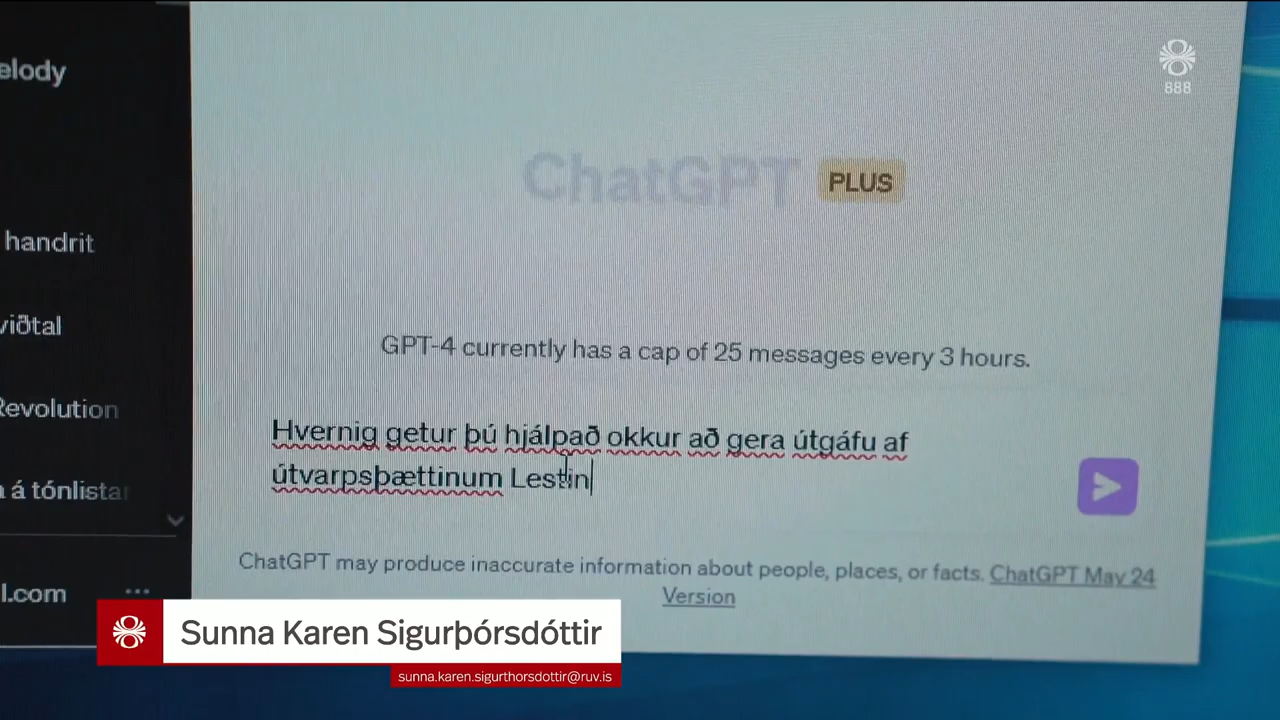 elody
888
ChatGPT PLUS
handrit
viðtal
GPT-4 currently has a cap of 25 messages every 3 hours.
Revolution
Hvernig getur þú hjálpað okkur að gera útgáfu af
útvarpsþættinum Lestin
á tónlistar
ChatGPT may produce inaccurate information about people, places, or facts. ChatGPT May 24
Version
l.com ...
Sunna Karen Sigurþórsdóttir
sunna.karen.sigurthorsdottir@ruv.is